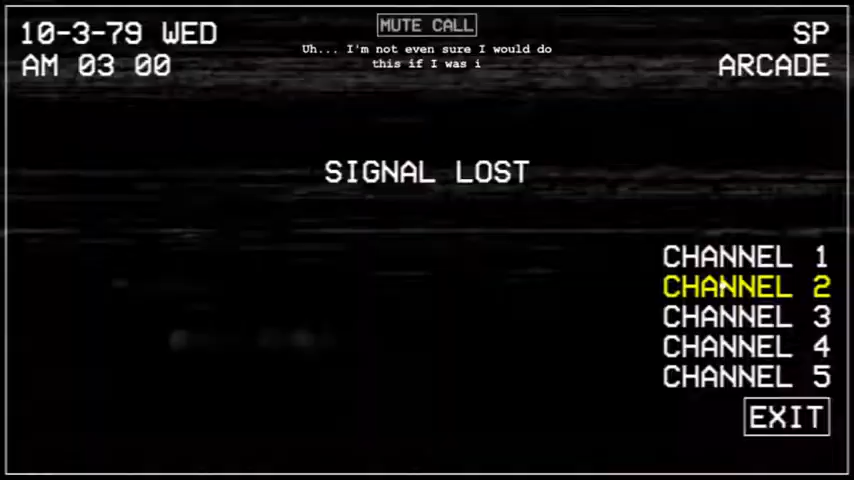 10-3-79 WED
AM 03 00
MUTE CALL
Uh... I'm not even sure I would do
this if I was i
SP
ARCADE
SIGNAL LOST
CHANNEL 1
CHANNEL 2
CHANNEL 3
CHANNEL 4
CHANNEL 5
EXIT